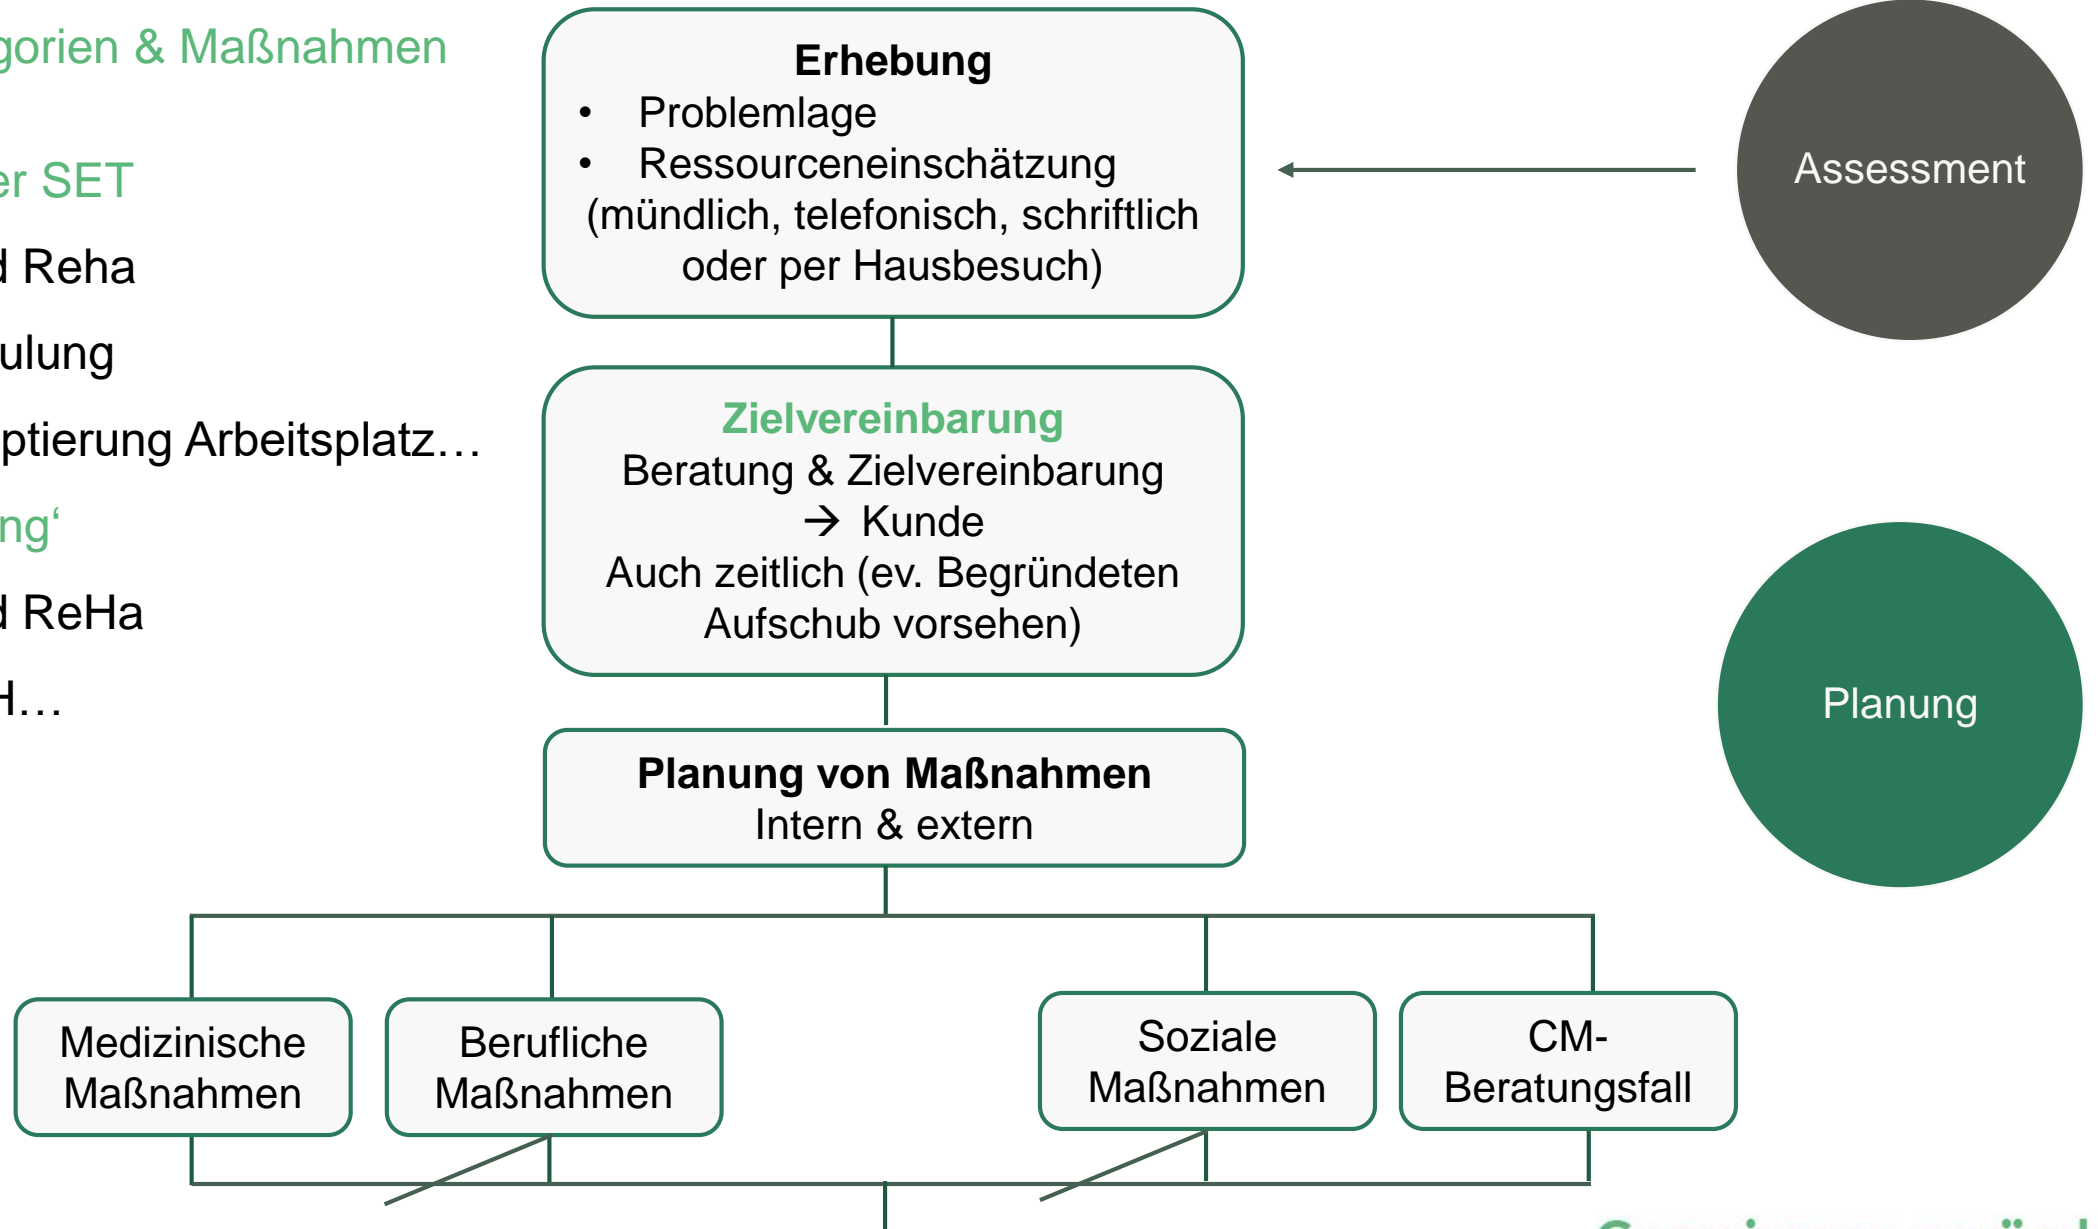 gorien & Maßnahmen
er SET
d Reha
ulung
ptierung Arbeitsplatz…
ng‘
d ReHa
H…
Erhebung
• Problemlage
• Ressourceneinschätzung
(mündlich, telefonisch, schriftlich
oder per Hausbesuch)
Assessment
Zielvereinbarung
Beratung & Zielvereinbarung
→ Kunde
Auch zeitlich (ev. Begründeten
Aufschub vorsehen)
Planung
Planung von Maßnahmen
Intern & extern
Medizinische
Maßnahmen
Berufliche
Maßnahmen
Soziale
Maßnahmen
CM-
Beratungsfall